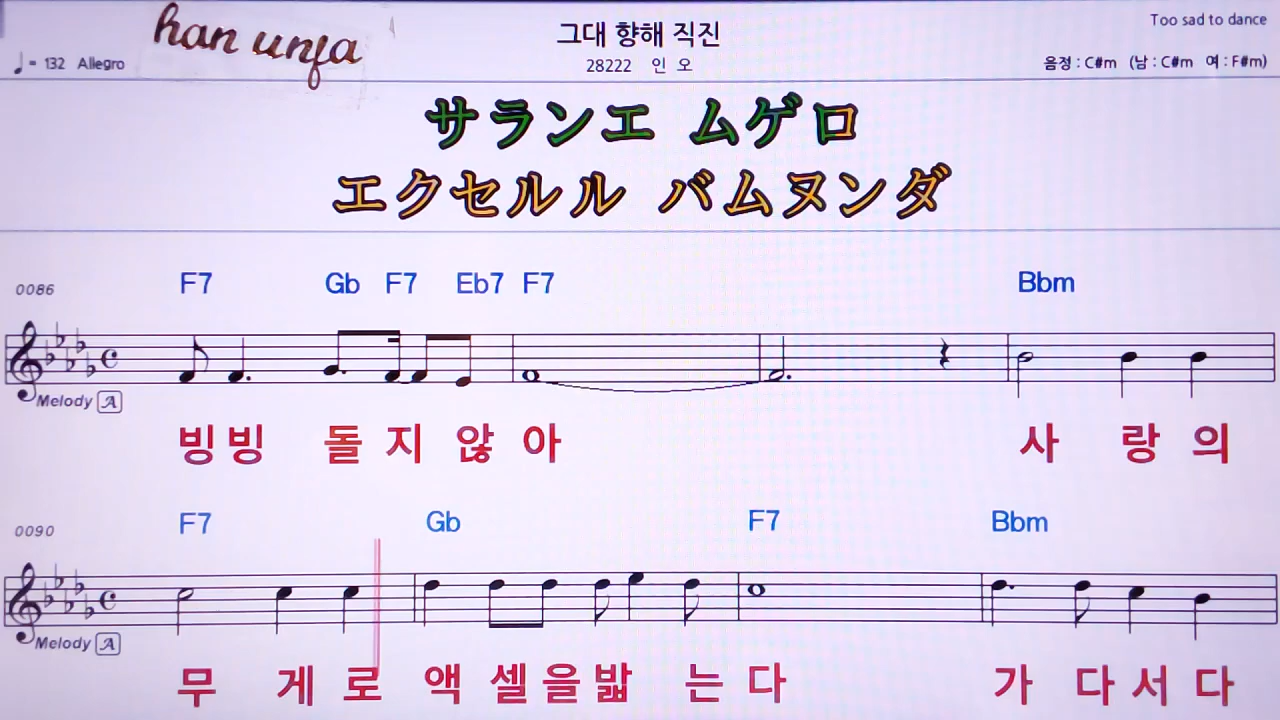 han unfa
그대 향해 직진
Too sad to dance
♩= 132 Allegro
28222 인 오
음정 : C#m (남 : C#m 여 : F#m)
サランエ ムゲロ
エクセルル バムヌンダ
0086
F7 Gb F7 Eb7 F7 Bbm
Melody A
빙빙 돌지 않아 사 랑 의
0090
F7 Gb F7 Bbm
Melody A
무 게 로 액 셀 을 밟 는 다 가 다 서 다